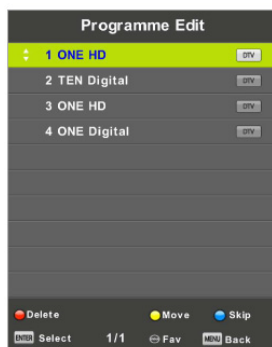 Programme Edit
1 ONE HD DTV
2 TEN Digital DTV
3 ONE HD DTV
4 ONE Digital DTV
Delete Move Skip
ENTER Select 1/1 Fav MENU Back